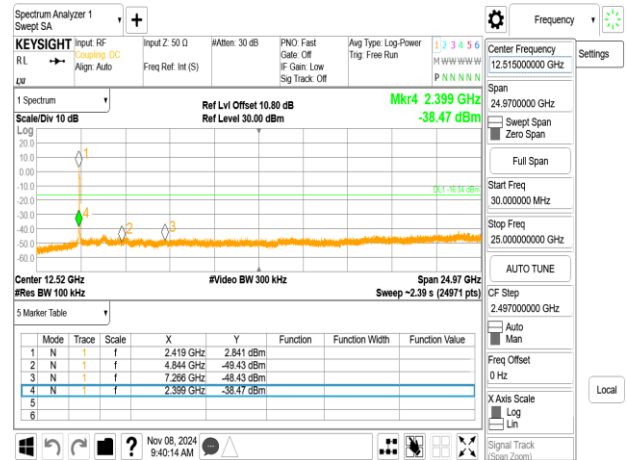 Spectrum Analyzer 1
Swept SA
+
Frequency
KEYSIGHT
RL
Input: RF
Coupling: DC
Align: Auto
Input Z: 50 Ω
Freq Ref: Int (S)
#Atten: 30 dB
PNO: Fast
Gate: Off
IF Gain: Low
Sig Track: Off
Avg Type: Log-Power
Trig: Free Run
1 2 3 4 5 6
M W W W W W
P N N N N N
1 Spectrum
Scale/Div 10 dB
Ref Lvl Offset 10.80 dB
Ref Level 30.00 dBm
Mkr4 2.399 GHz
-38.47 dBm
Log
20.0
10.0
0.00
-10.0
-20.0
-30.0
-40.0
-50.0
-60.0
1
2
3
4
DL1 -16.54 dBm
Center 12.52 GHz
#Res BW 100 kHz
#Video BW 300 kHz
Span 24.97 GHz
Sweep ~2.39 s (24971 pts)
5 Marker Table
Mode Trace Scale X Y Function Function Width Function Value
1 N 1 f 2.419 GHz 2.841 dBm
2 N 1 f 4.844 GHz -49.43 dBm
3 N 1 f 7.266 GHz -48.43 dBm
4 N 1 f 2.399 GHz -38.47 dBm
5
6
?
Nov 08, 2024
9:40:14 AM
Center Frequency
12.515000000 GHz
Settings
Span
24.9700000 GHz
Swept Span
Zero Span
Full Span
Start Freq
30.000000 MHz
Stop Freq
25.000000000 GHz
AUTO TUNE
CF Step
2.497000000 GHz
Auto
Man
Freq Offset
0 Hz
X Axis Scale
Log
Lin
Local
Signal Track
(Span Zoom)